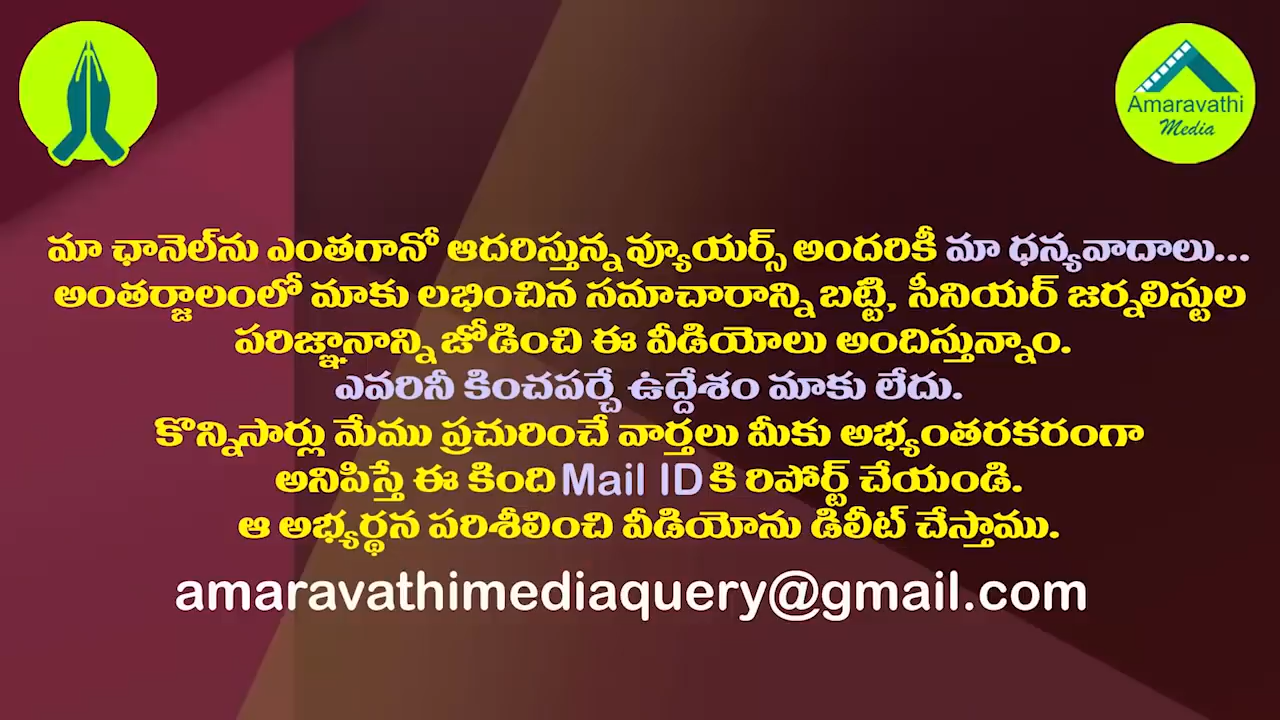 Amaravathi
Media
మా ఛానెల్‌ను ఎంతగానో ఆదరిస్తున్న వ్యూయర్స్ అందరికీ మా ధన్యవాదాలు...
అంతర్జాలంలో మాకు లభించిన సమాచారాన్ని బట్టి, సీనియర్ జర్నలిస్టుల
పరిజ్ఞానాన్ని జోడించి ఈ వీడియోలు అందిస్తున్నాం.
ఎవరినీ కించపర్చే ఉద్దేశం మాకు లేదు.
కొన్నిసార్లు మేము ప్రచురించే వార్తలు మీకు అభ్యంతరకరంగా
అనిపిస్తే ఈ కింది Mail ID కి రిపోర్ట్ చేయండి.
ఆ అభ్యర్థన పరిశీలించి వీడియోను డిలీట్ చేస్తాము.
amaravathimediaquery@gmail.com